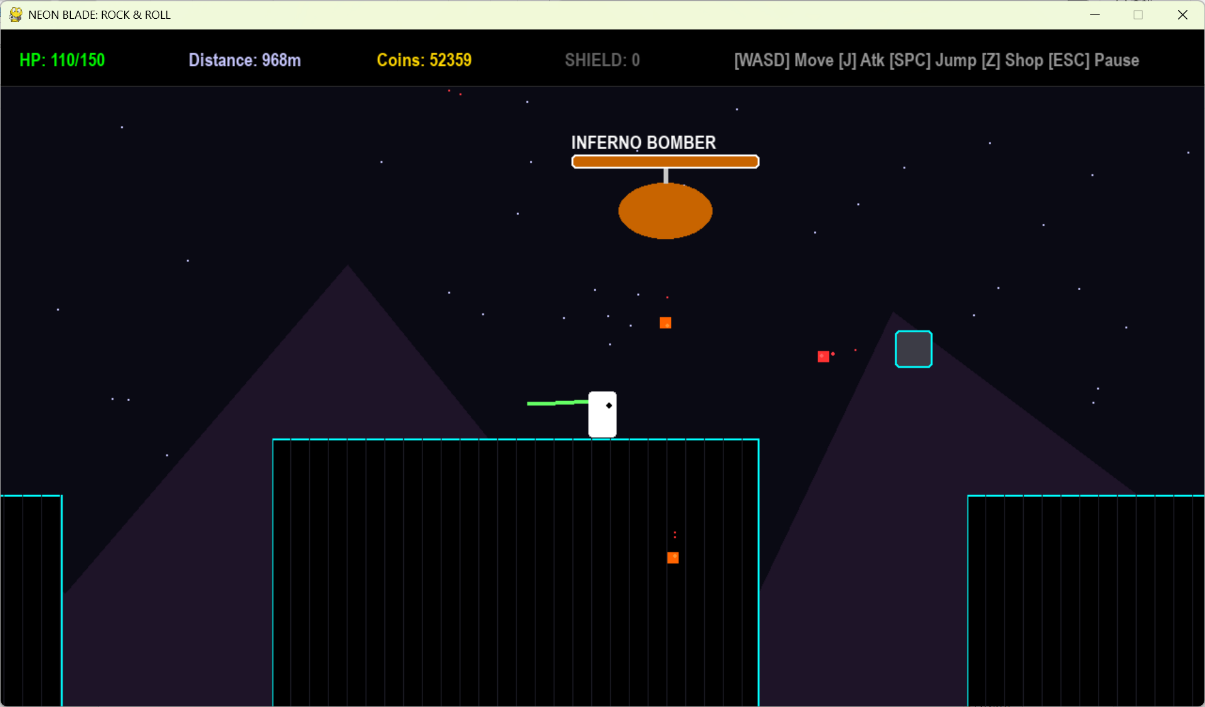 NEON BLADE: ROCK & ROLL
HP: 110/150 Distance: 968m Coins: 52359 SHIELD: 0 [WASD] Move [J] Atk [SPC] Jump [Z] Shop [ESC] Pause
INFERNO BOMBER